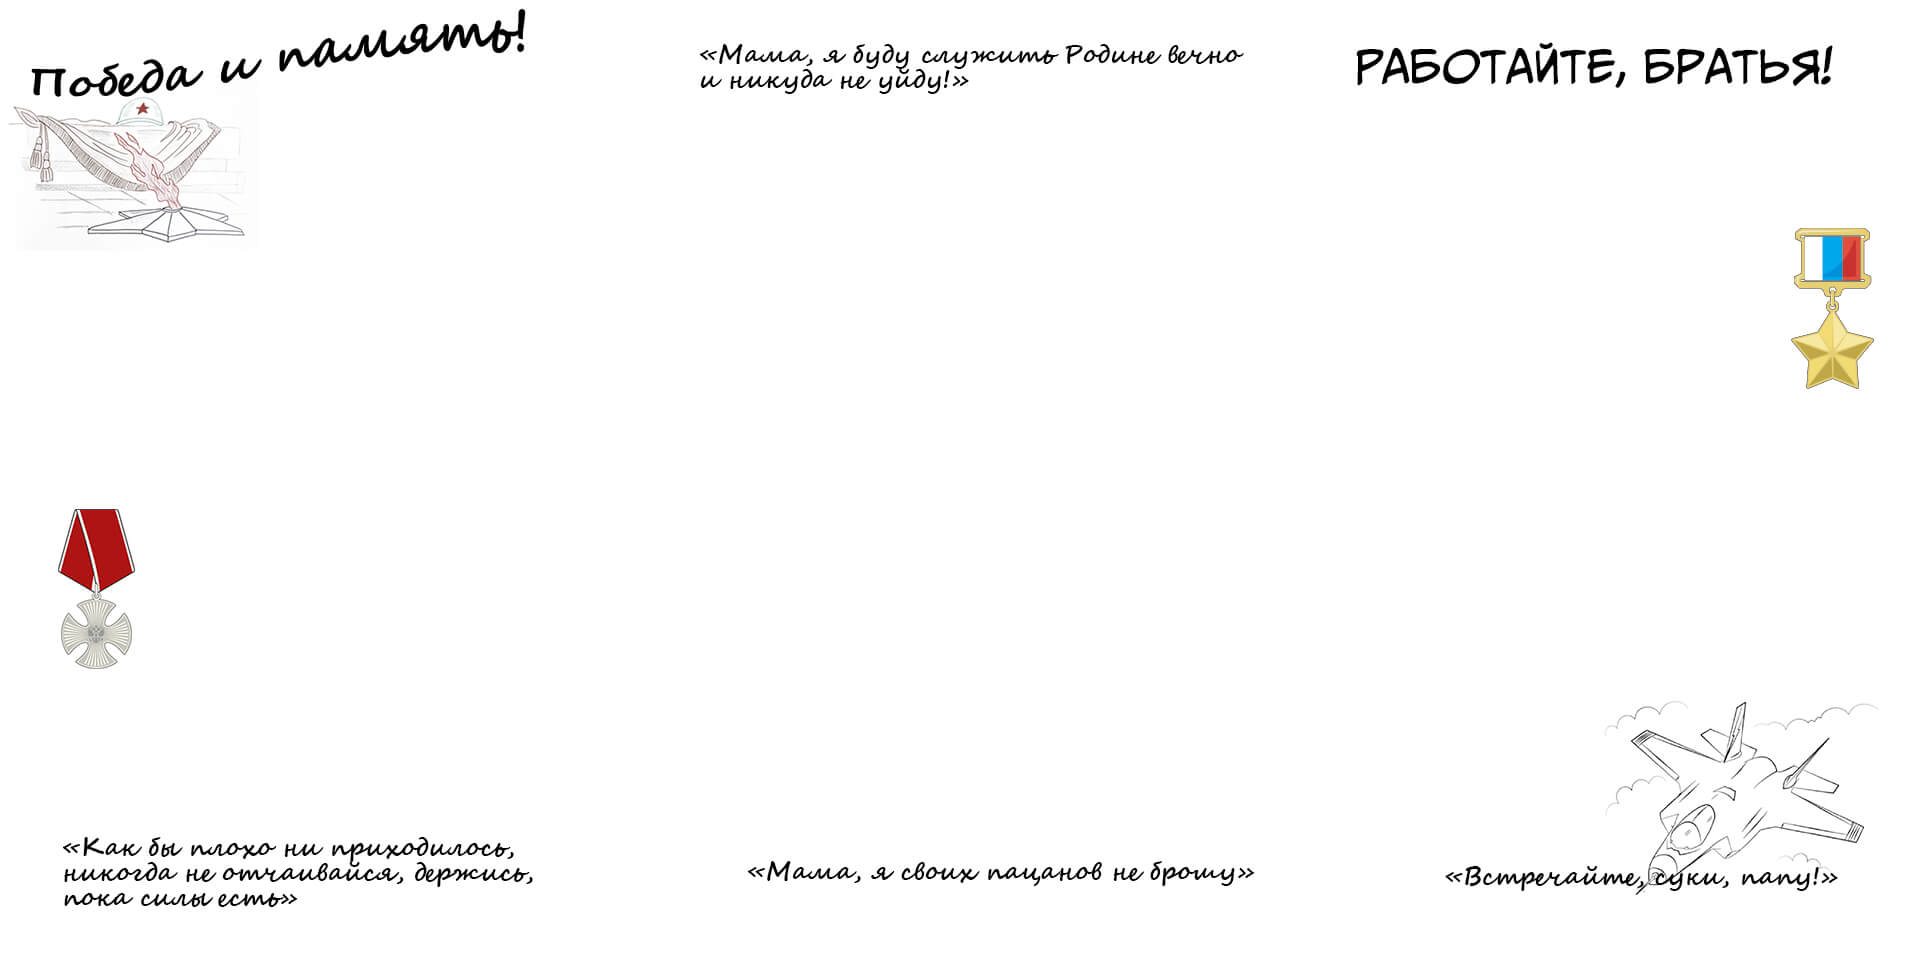 Победа и память!
«Мама, я буду служить Родине вечно
и никуда не уйду!»
РАБОТАЙТЕ, БРАТЬЯ!
«Как бы плохо ни приходилось,
никогда не отчаивайся, держись,
пока силы есть»
«Мама, я своих пацанов не брошу»
«Встречайте, суки, папу!»